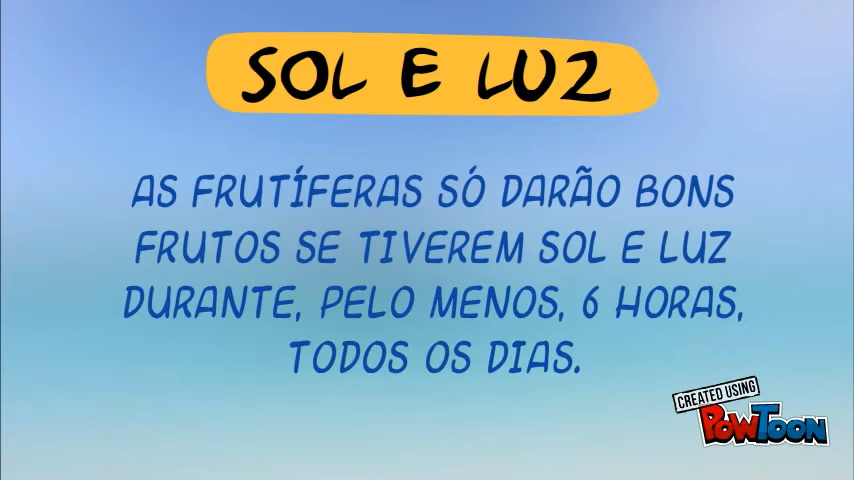 SOL E LUZ
AS FRUTÍFERAS SÓ DARÃO BONS
FRUTOS SE TIVEREM SOL E LUZ
DURANTE, PELO MENOS, 6 HORAS,
TODOS OS DIAS.
CREATED USING
POWTOON